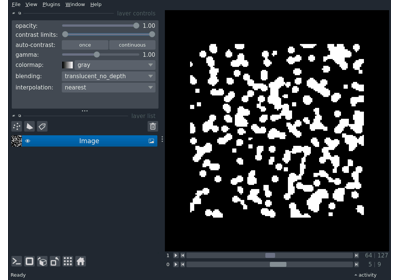 File View Plugins Window Help
layer controls
opacity: 1.00
contrast limits:
auto-contrast: once continuous
gamma: 1.00
colormap: gray
blending: translucent_no_depth
interpolation: nearest
layer list
Image
1 64 127
0 5 9
Ready activity